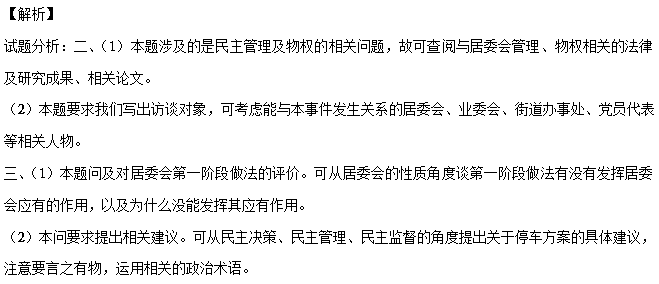 【解析】
试题分析：二、（1）本题涉及的是民主管理及物权的相关问题，故可查阅与居委会管理、物权相关的法律
及研究成果、相关论文。
（2）本题要求我们写出访谈对象，可考虑能与本事件发生关系的居委会、业委会、街道办事处、党员代表
等相关人物。
三、（1）本题问及对居委会第一阶段做法的评价。可从居委会的性质角度谈第一阶段做法有没有发挥居委
会应有的作用，以及为什么没能发挥其应有作用。
（2）本问要求提出相关建议。可从民主决策、民主管理、民主监督的角度提出关于停车方案的具体建议，
注意要言之有物，运用相关的政治术语。